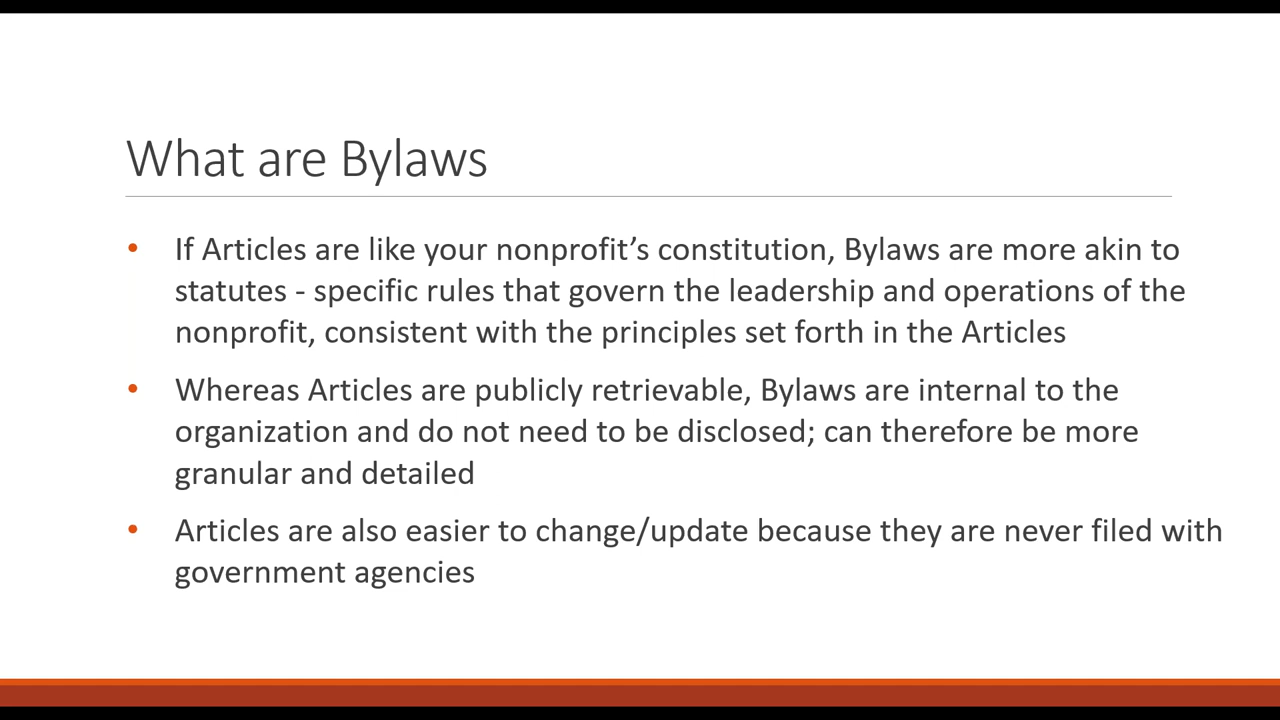 What are Bylaws
• If Articles are like your nonprofit’s constitution, Bylaws are more akin to
statutes - specific rules that govern the leadership and operations of the
nonprofit, consistent with the principles set forth in the Articles
• Whereas Articles are publicly retrievable, Bylaws are internal to the
organization and do not need to be disclosed; can therefore be more
granular and detailed
• Articles are also easier to change/update because they are never filed with
government agencies